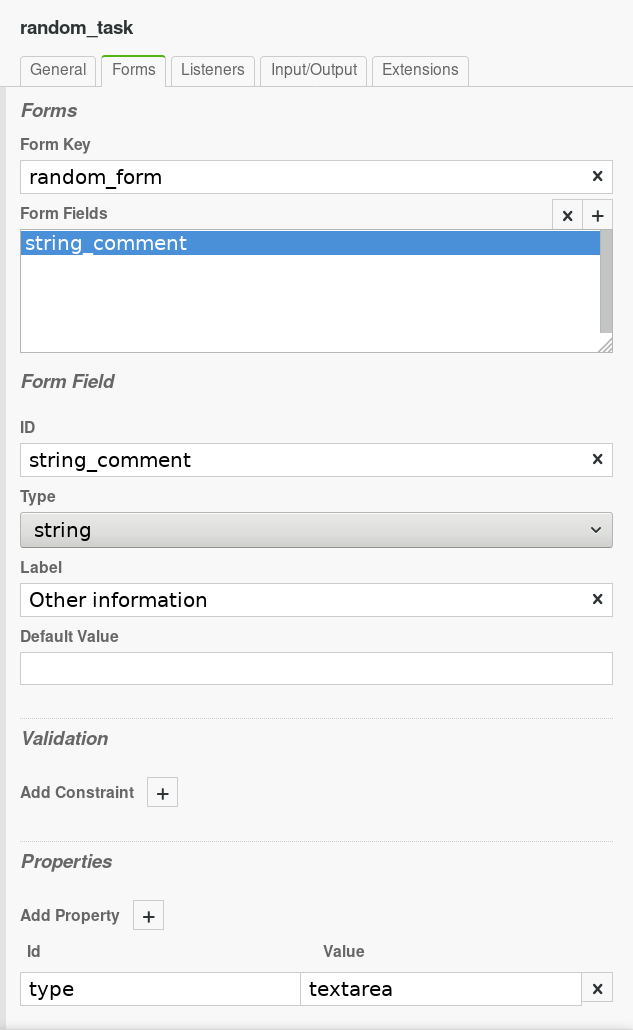 random_task
General Forms Listeners Input/Output Extensions
Forms
Form Key
random_form
Form Fields
string_comment
Form Field
ID
string_comment
Type
string
Label
Other information
Default Value
Validation
Add Constraint
Properties
Add Property
Id Value
type textarea